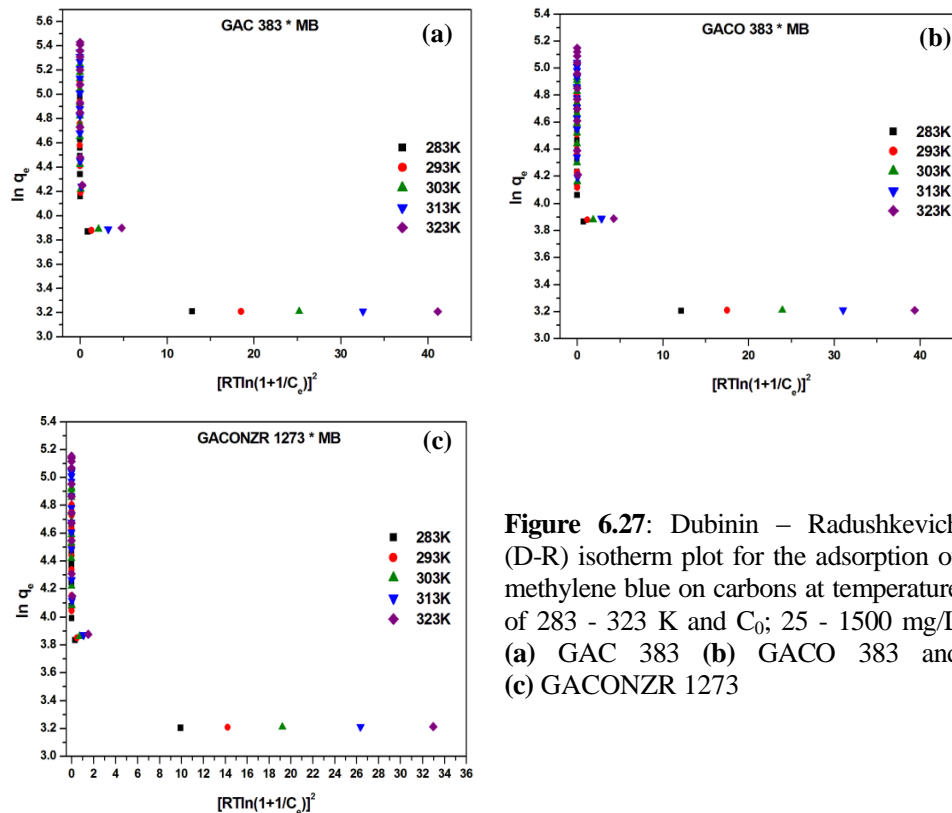 GAC 383 * MB
(a)
5.4
5.2
5.0
4.8
4.6
4.4
4.2
4.0
3.8
3.6
3.4
3.2
3.0
ln qe
283K
293K
303K
313K
323K
0 10 20 30 40
[RTln(1+1/Ce)]2
GACO 383 * MB
(b)
5.4
5.2
5.0
4.8
4.6
4.4
4.2
4.0
3.8
3.6
3.4
3.2
3.0
ln qe
283K
293K
303K
313K
323K
0 10 20 30 40
[RTln(1+1/Ce)]2
GACONZR 1273 * MB
(c)
5.4
5.2
5.0
4.8
4.6
4.4
4.2
4.0
3.8
3.6
3.4
3.2
3.0
ln qe
283K
293K
303K
313K
323K
0 2 4 6 8 10 12 14 16 18 20 22 24 26 28 30 32 34 36
[RTln(1+1/Ce)]2
Figure 6.27: Dubinin – Radushkevich
(D-R) isotherm plot for the adsorption o
methylene blue on carbons at temperature
of 283 - 323 K and C0; 25 - 1500 mg/L
(a) GAC 383 (b) GACO 383 and
(c) GACONZR 1273